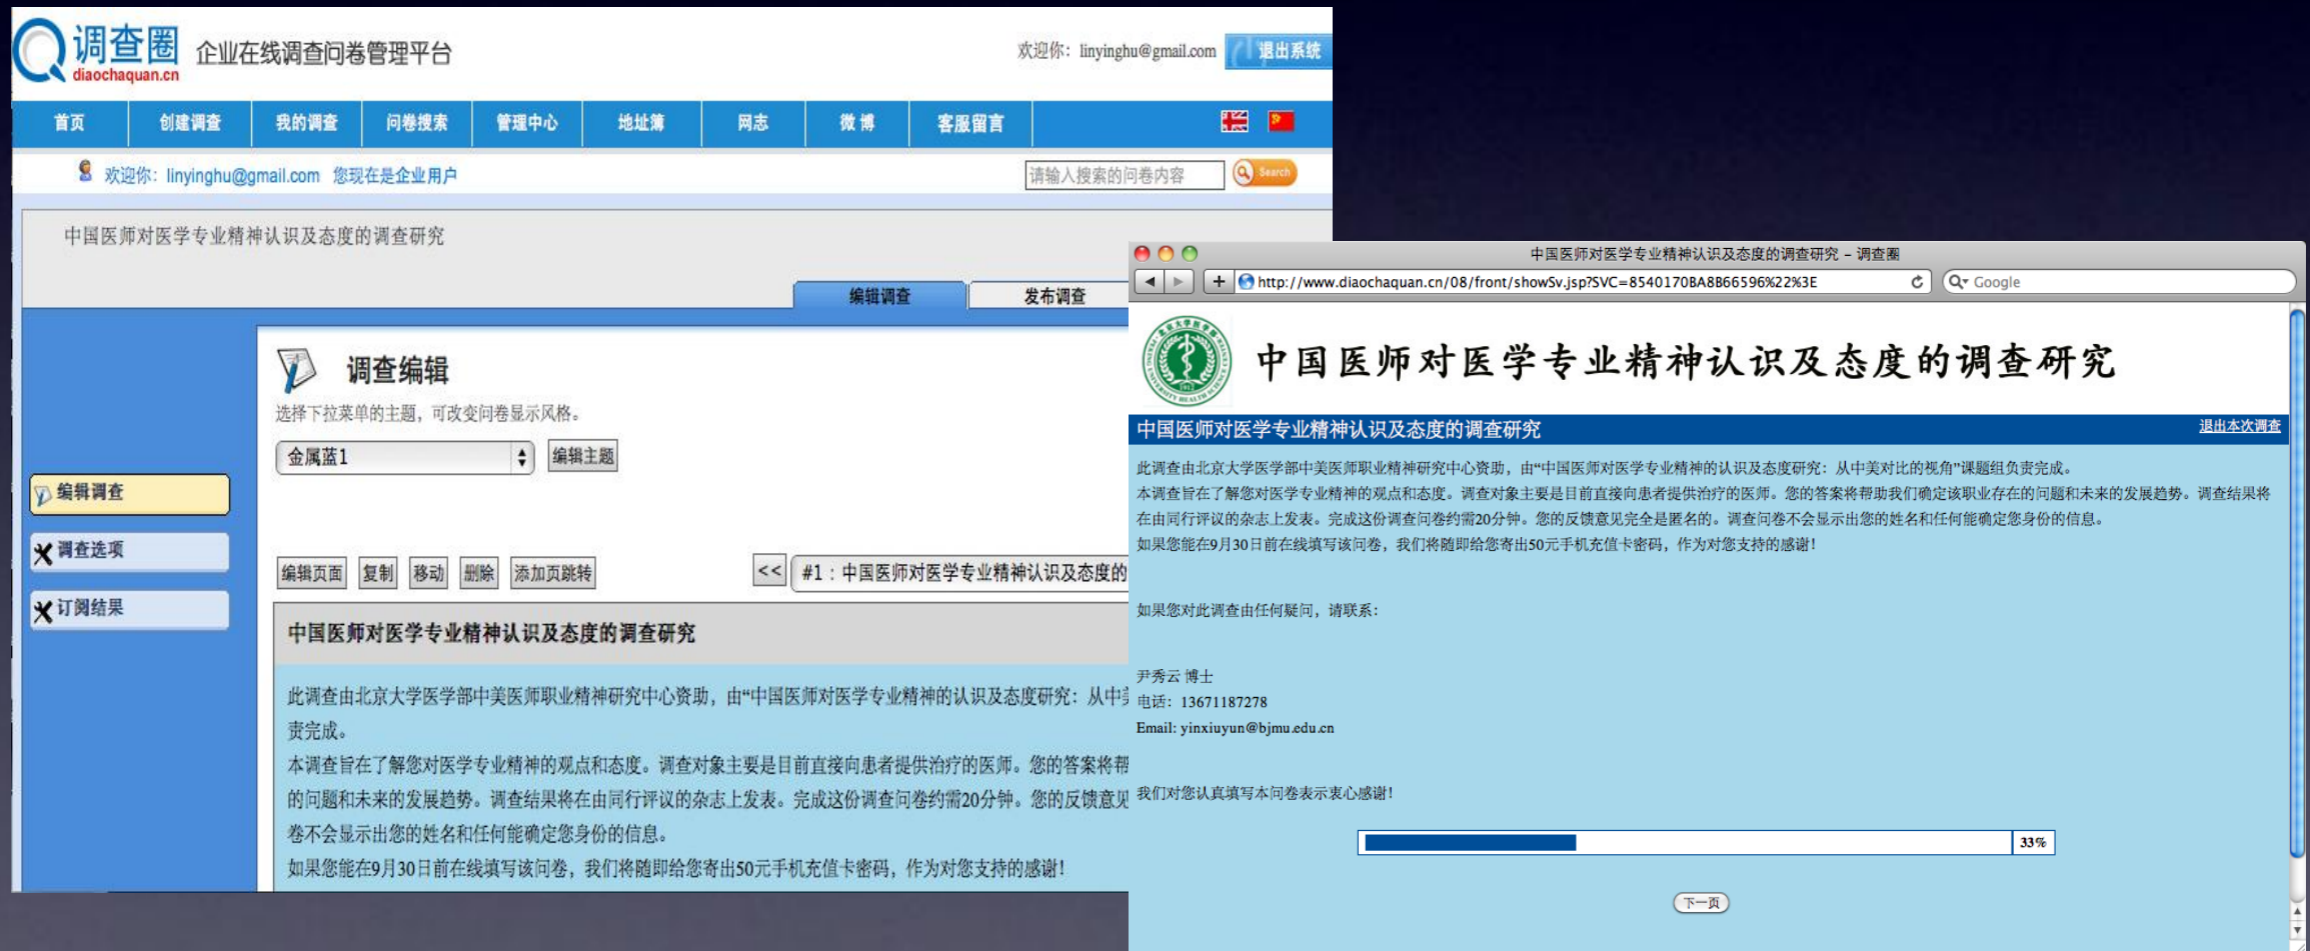 调查圈
diaochaquan.cn
企业在线调查问卷管理平台
欢迎你：linyinghu@gmail.com
退出系统
首页 创建调查 我的调查 问卷搜索 管理中心 地址簿 网志 微博 客服留言
欢迎你：linyinghu@gmail.com 您现在是企业用户
请输入搜索的问卷内容
Search
中国医师对医学专业精神认识及态度的调查研究
编辑调查 发布调查
调查编辑
选择下拉菜单的主题，可改变问卷显示风格。
金属蓝1
编辑主题
编辑调查
调查选项
订阅结果
编辑页面 复制 移动 删除 添加页跳转
<< #1：中国医师对医学专业精神认识及态度的
中国医师对医学专业精神认识及态度的调查研究
此调查由北京大学医学部中美医师职业精神研究中心资助，由“中国医师对医学专业精神的认识及态度研究：从中美
责完成。
本调查旨在了解您对医学专业精神的观点和态度。调查对象主要是目前直接向患者提供治疗的医师。您的答案将帮
的问题和未来的发展趋势。调查结果将在由同行评议的杂志上发表。完成这份调查问卷约需20分钟。您的反馈意见
卷不会显示出您的姓名和任何能确定您身份的信息。
如果您能在9月30日前在线填写该问卷，我们将随即给您寄出50元手机充值卡密码，作为对您支持的感谢！
中国医师对医学专业精神认识及态度的调查研究 – 调查圈
http://www.diaochaquan.cn/08/front/showSv.jsp?SVC=8540170BA8B66596%22%3E
Google
中国医师对医学专业精神认识及态度的调查研究
中国医师对医学专业精神认识及态度的调查研究
退出本次调查
此调查由北京大学医学部中美医师职业精神研究中心资助，由“中国医师对医学专业精神的认识及态度研究：从中美对比的视角”课题组负责完成。
本调查旨在了解您对医学专业精神的观点和态度。调查对象主要是目前直接向患者提供治疗的医师。您的答案将帮助我们确定该职业存在的问题和未来的发展趋势。调查结果将
在由同行评议的杂志上发表。完成这份调查问卷约需20分钟。您的反馈意见完全是匿名的。调查问卷不会显示出您的姓名和任何能确定您身份的信息。
如果您能在9月30日前在线填写该问卷，我们将随即给您寄出50元手机充值卡密码，作为对您支持的感谢！
如果您对此调查由任何疑问，请联系：
尹秀云 博士
电话：13671187278
Email: yinxiuyun@bjmu.edu.cn
我们对您认真填写本问卷表示衷心感谢！
33%
下一页